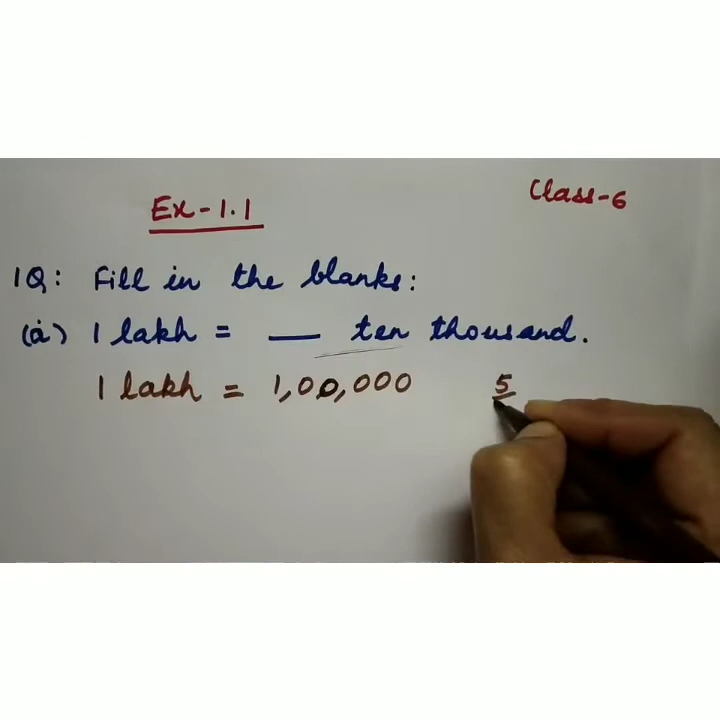 Class-6
Ex-1.1
1Q: Fill in the blanks:
(a) 1 lakh = __ ten thousand.
1 lakh = 1,00,000 5